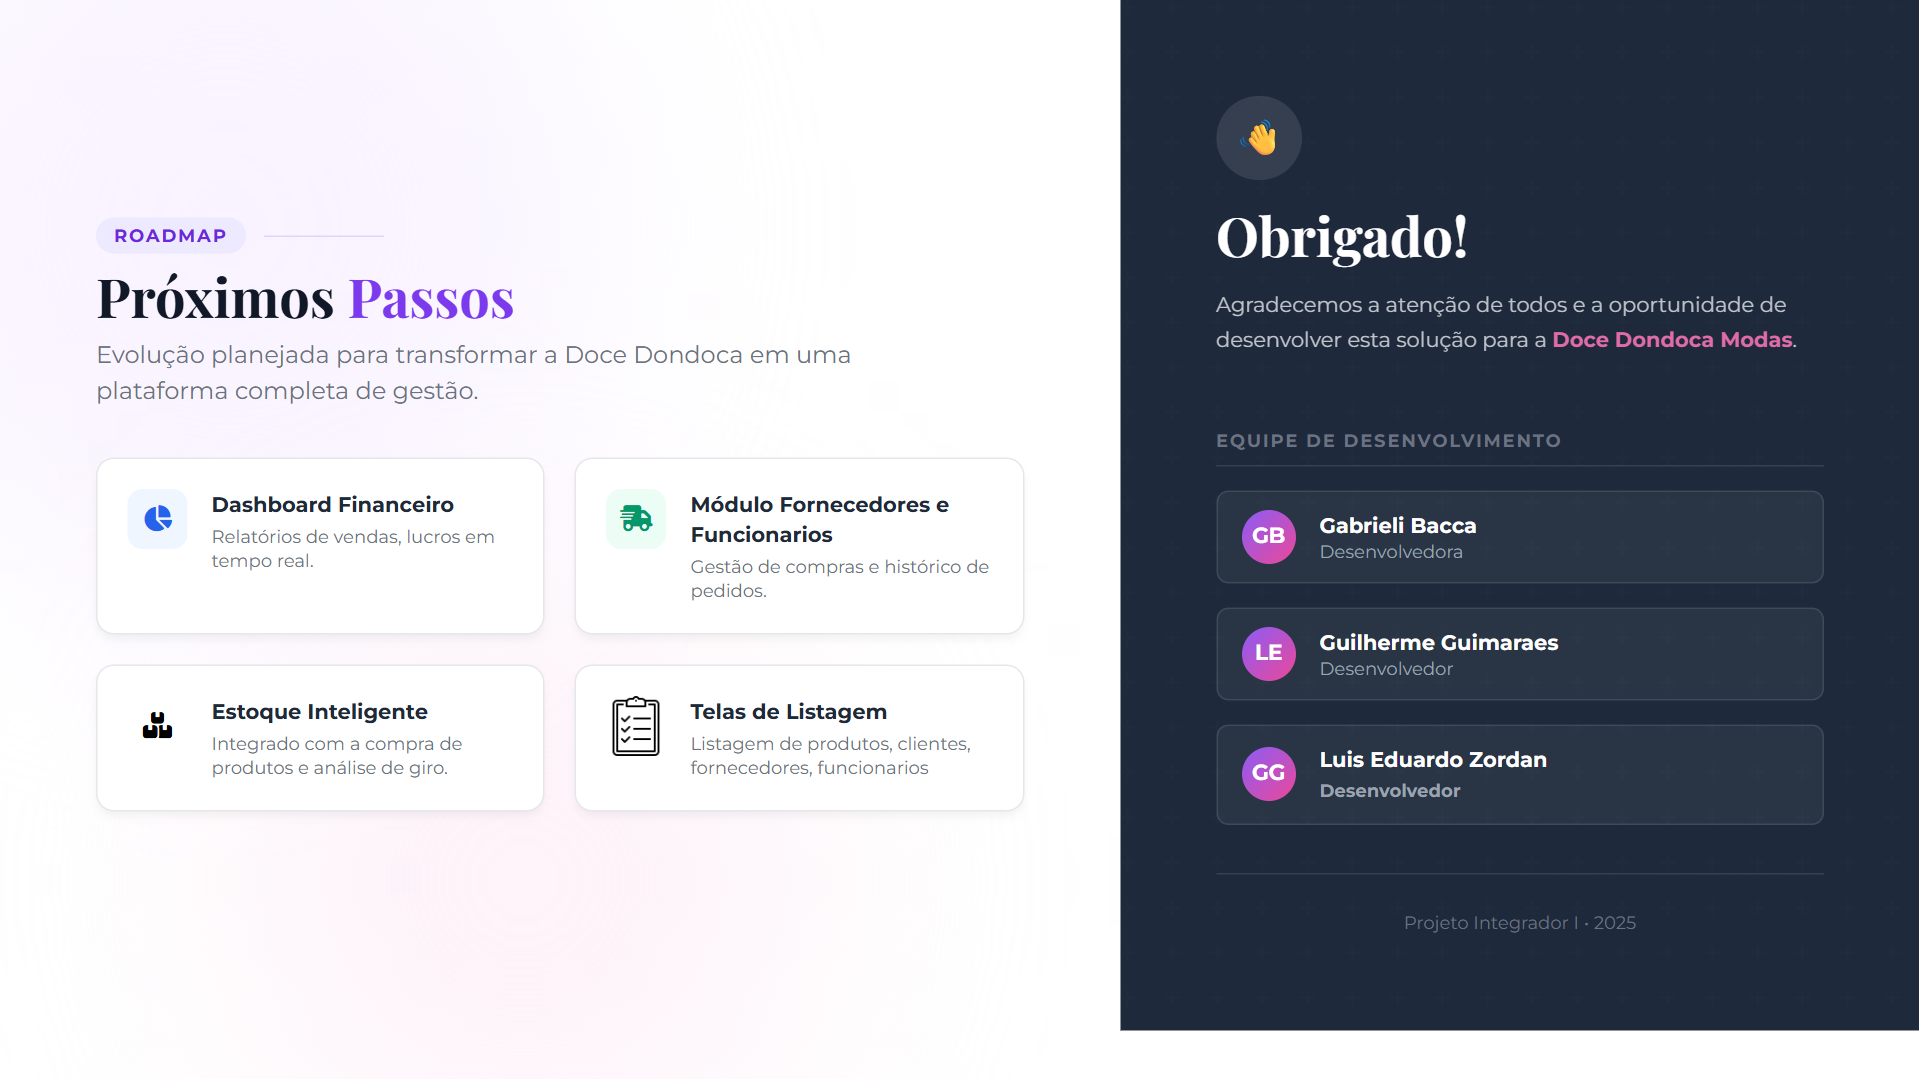 ROADMAP
Próximos Passos
Evolução planejada para transformar a Doce Dondoca em uma
plataforma completa de gestão.
Dashboard Financeiro
Relatórios de vendas, lucros em
tempo real.
Módulo Fornecedores e
Funcionarios
Gestão de compras e histórico de
pedidos.
Estoque Inteligente
Integrado com a compra de
produtos e análise de giro.
Telas de Listagem
Listagem de produtos, clientes,
fornecedores, funcionarios
Obrigado!
Agradecemos a atenção de todos e a oportunidade de
desenvolver esta solução para a Doce Dondoca Modas.
EQUIPE DE DESENVOLVIMENTO
GB
Gabrieli Bacca
Desenvolvedora
LE
Guilherme Guimaraes
Desenvolvedor
GG
Luis Eduardo Zordan
Desenvolvedor
Projeto Integrador I • 2025